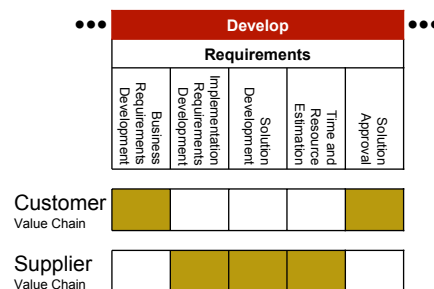 Develop
Requirements
Business
Requirements
Development
Implementation
Requirements
Development
Solution
Development
Time and
Resource
Estimation
Solution
Approval
Customer
Value Chain
Supplier
Value Chain